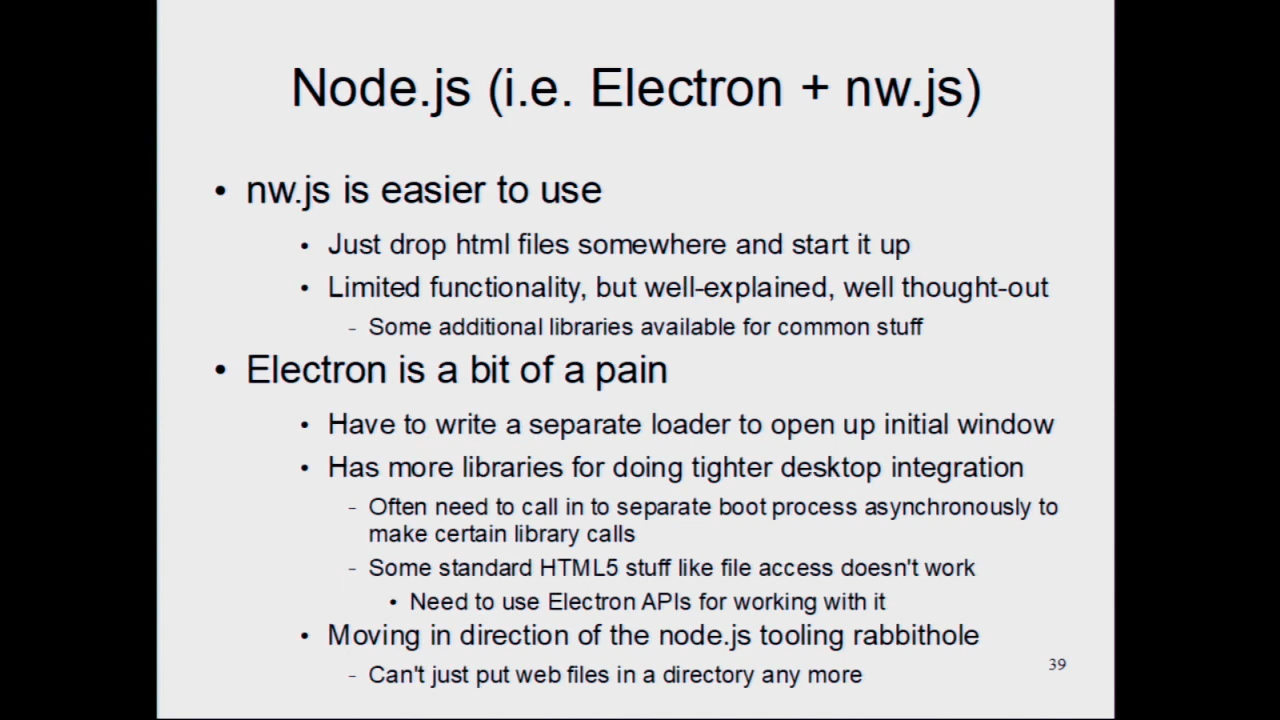 Node.js (i.e. Electron + nw.js)
• nw.js is easier to use
• Just drop html files somewhere and start it up
• Limited functionality, but well-explained, well thought-out
- Some additional libraries available for common stuff
• Electron is a bit of a pain
• Have to write a separate loader to open up initial window
• Has more libraries for doing tighter desktop integration
- Often need to call in to separate boot process asynchronously to
make certain library calls
- Some standard HTML5 stuff like file access doesn't work
• Need to use Electron APIs for working with it
• Moving in direction of the node.js tooling rabbithole
- Can't just put web files in a directory any more
39